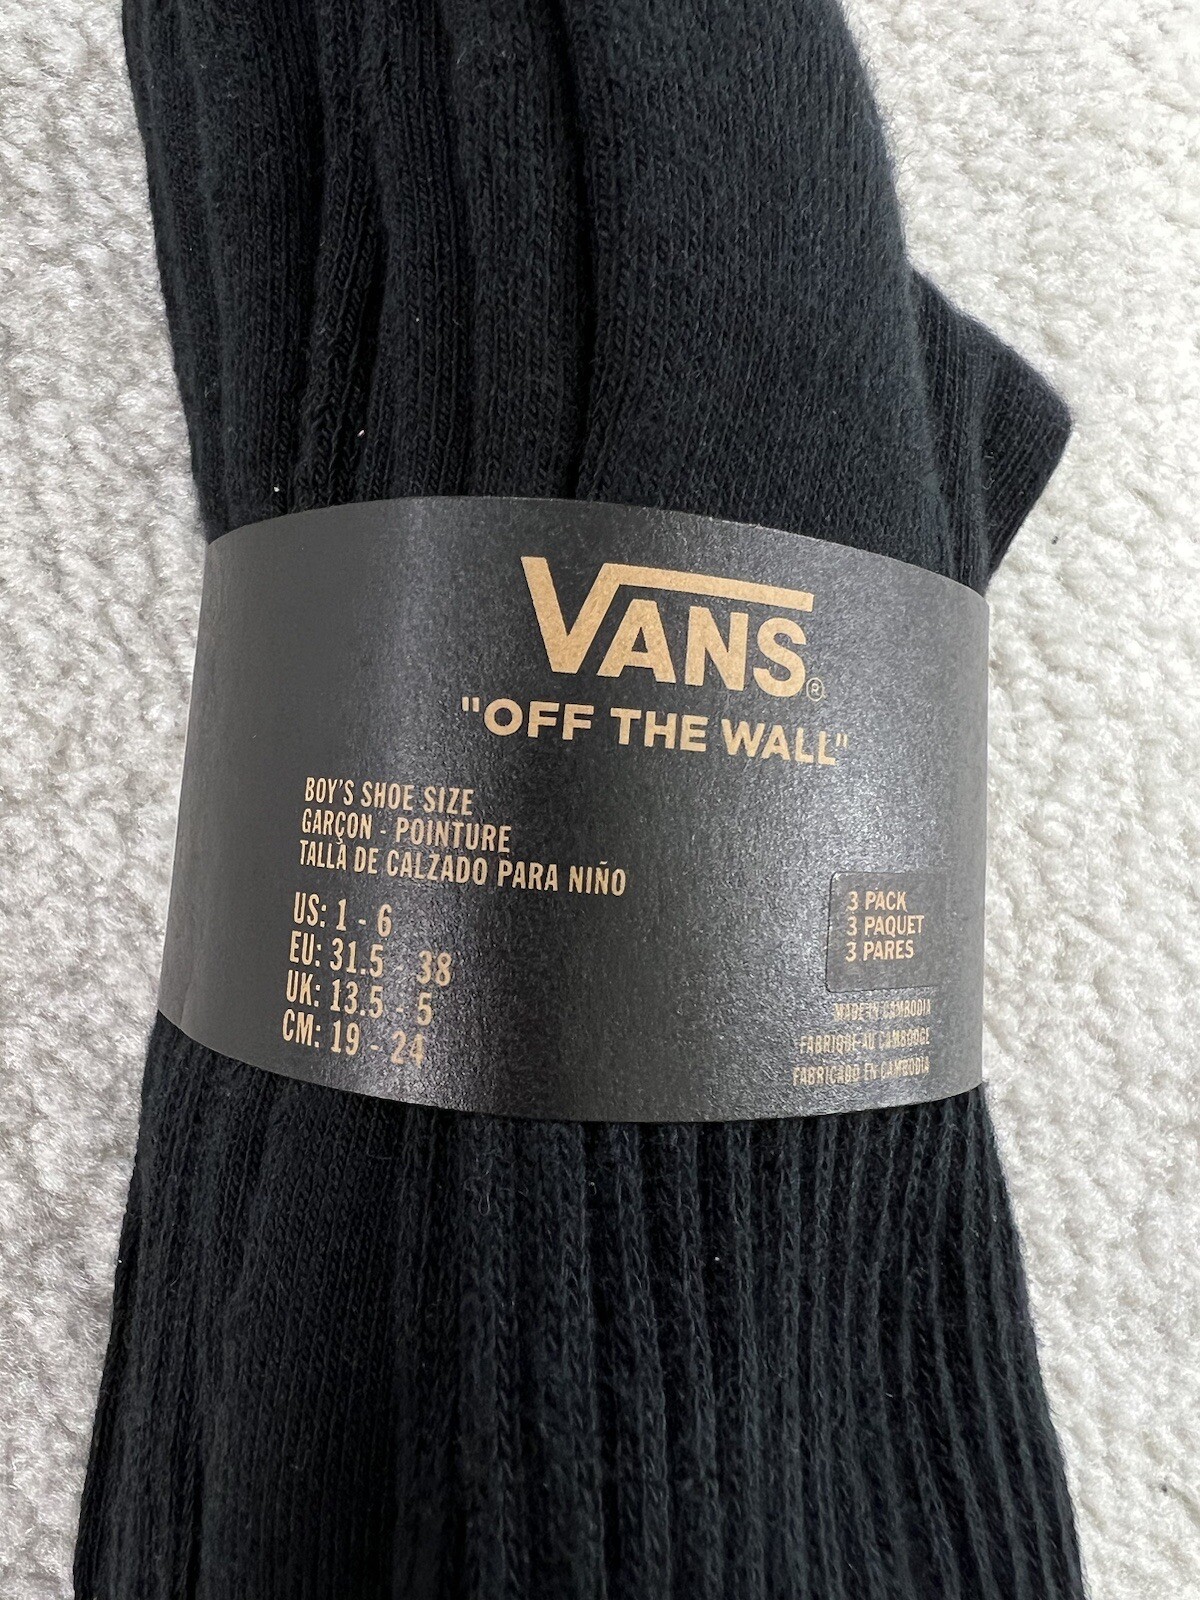 VANS®
"OFF THE WALL"
BOY'S SHOE SIZE
GARÇON - POINTURE
TALLA DE CALZADO PARA NIÑO
US: 1 - 6
EU: 31.5 38
UK: 13.5 - 5
CM: 19 - 24
3 PACK
3 PAQUET
3 PARES
MADE IN CAMBODIA
FABRIQUÉ AU CAMBODGE
FABRICADO EN CAMBODIA